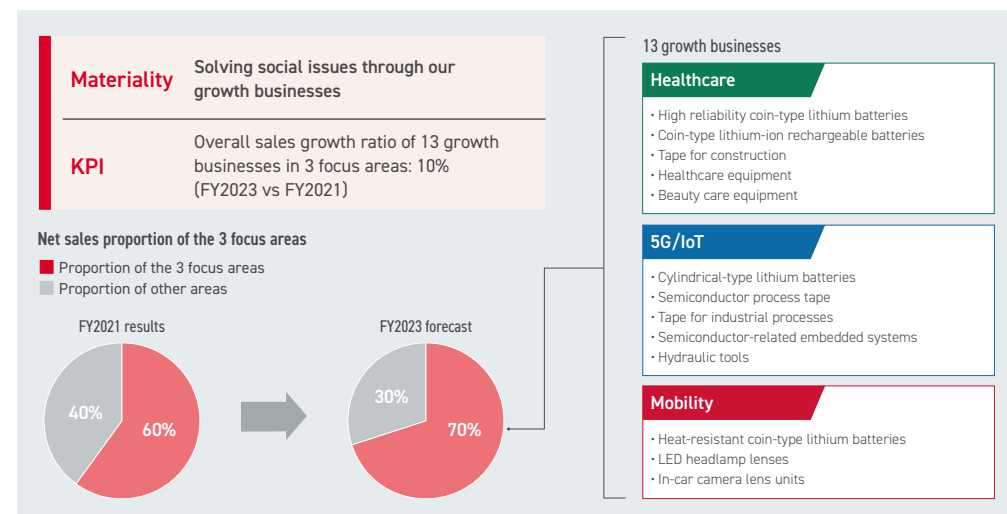 Materiality
Solving social issues through our
growth businesses
KPI
Overall sales growth ratio of 13 growth
businesses in 3 focus areas: 10%
(FY2023 vs FY2021)
Net sales proportion of the 3 focus areas
Proportion of the 3 focus areas
Proportion of other areas
FY2021 results
40%
60%
FY2023 forecast
30%
70%
13 growth businesses
Healthcare
・High reliability coin-type lithium batteries
・Coin-type lithium-ion rechargeable batteries
・Tape for construction
・Healthcare equipment
・Beauty care equipment
5G/IoT
・Cylindrical-type lithium batteries
・Semiconductor process tape
・Tape for industrial processes
・Semiconductor-related embedded systems
・Hydraulic tools
Mobility
・Heat-resistant coin-type lithium batteries
・LED headlamp lenses
・In-car camera lens units